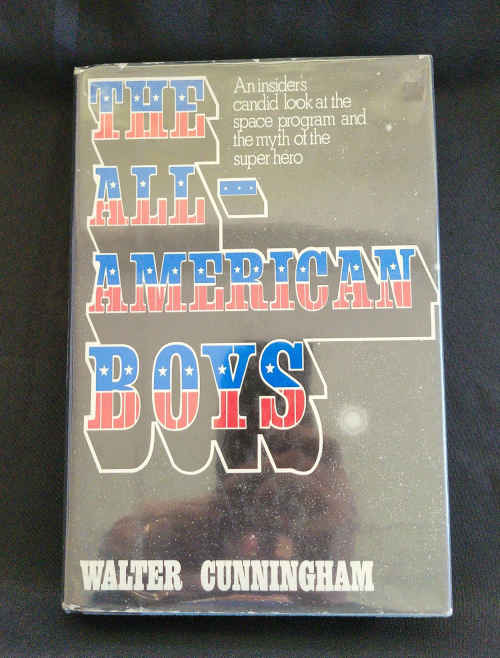 THE
An insider's
candid look at the
space program and
the myth of the
super hero
ALL-
AMERICAN
BOYS
WALTER CUNNINGHAM